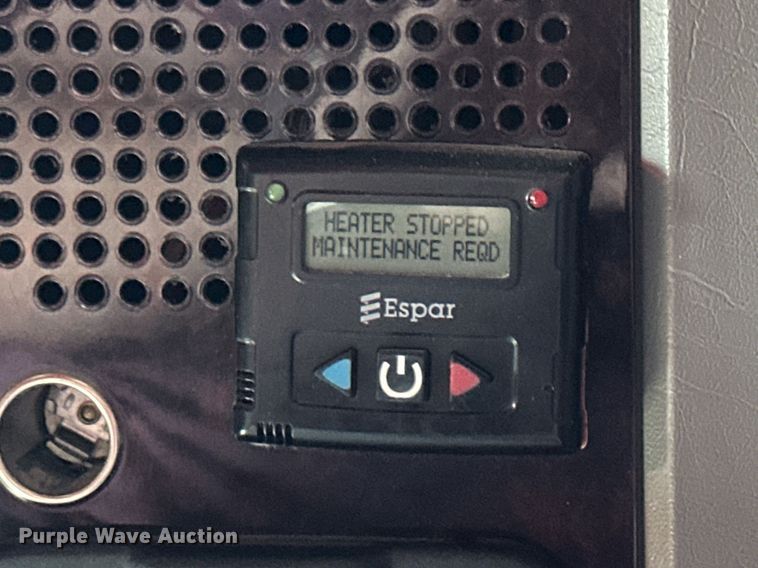 HEATER STOPPED
MAINTENANCE REQD
Espar
Purple Wave Auction